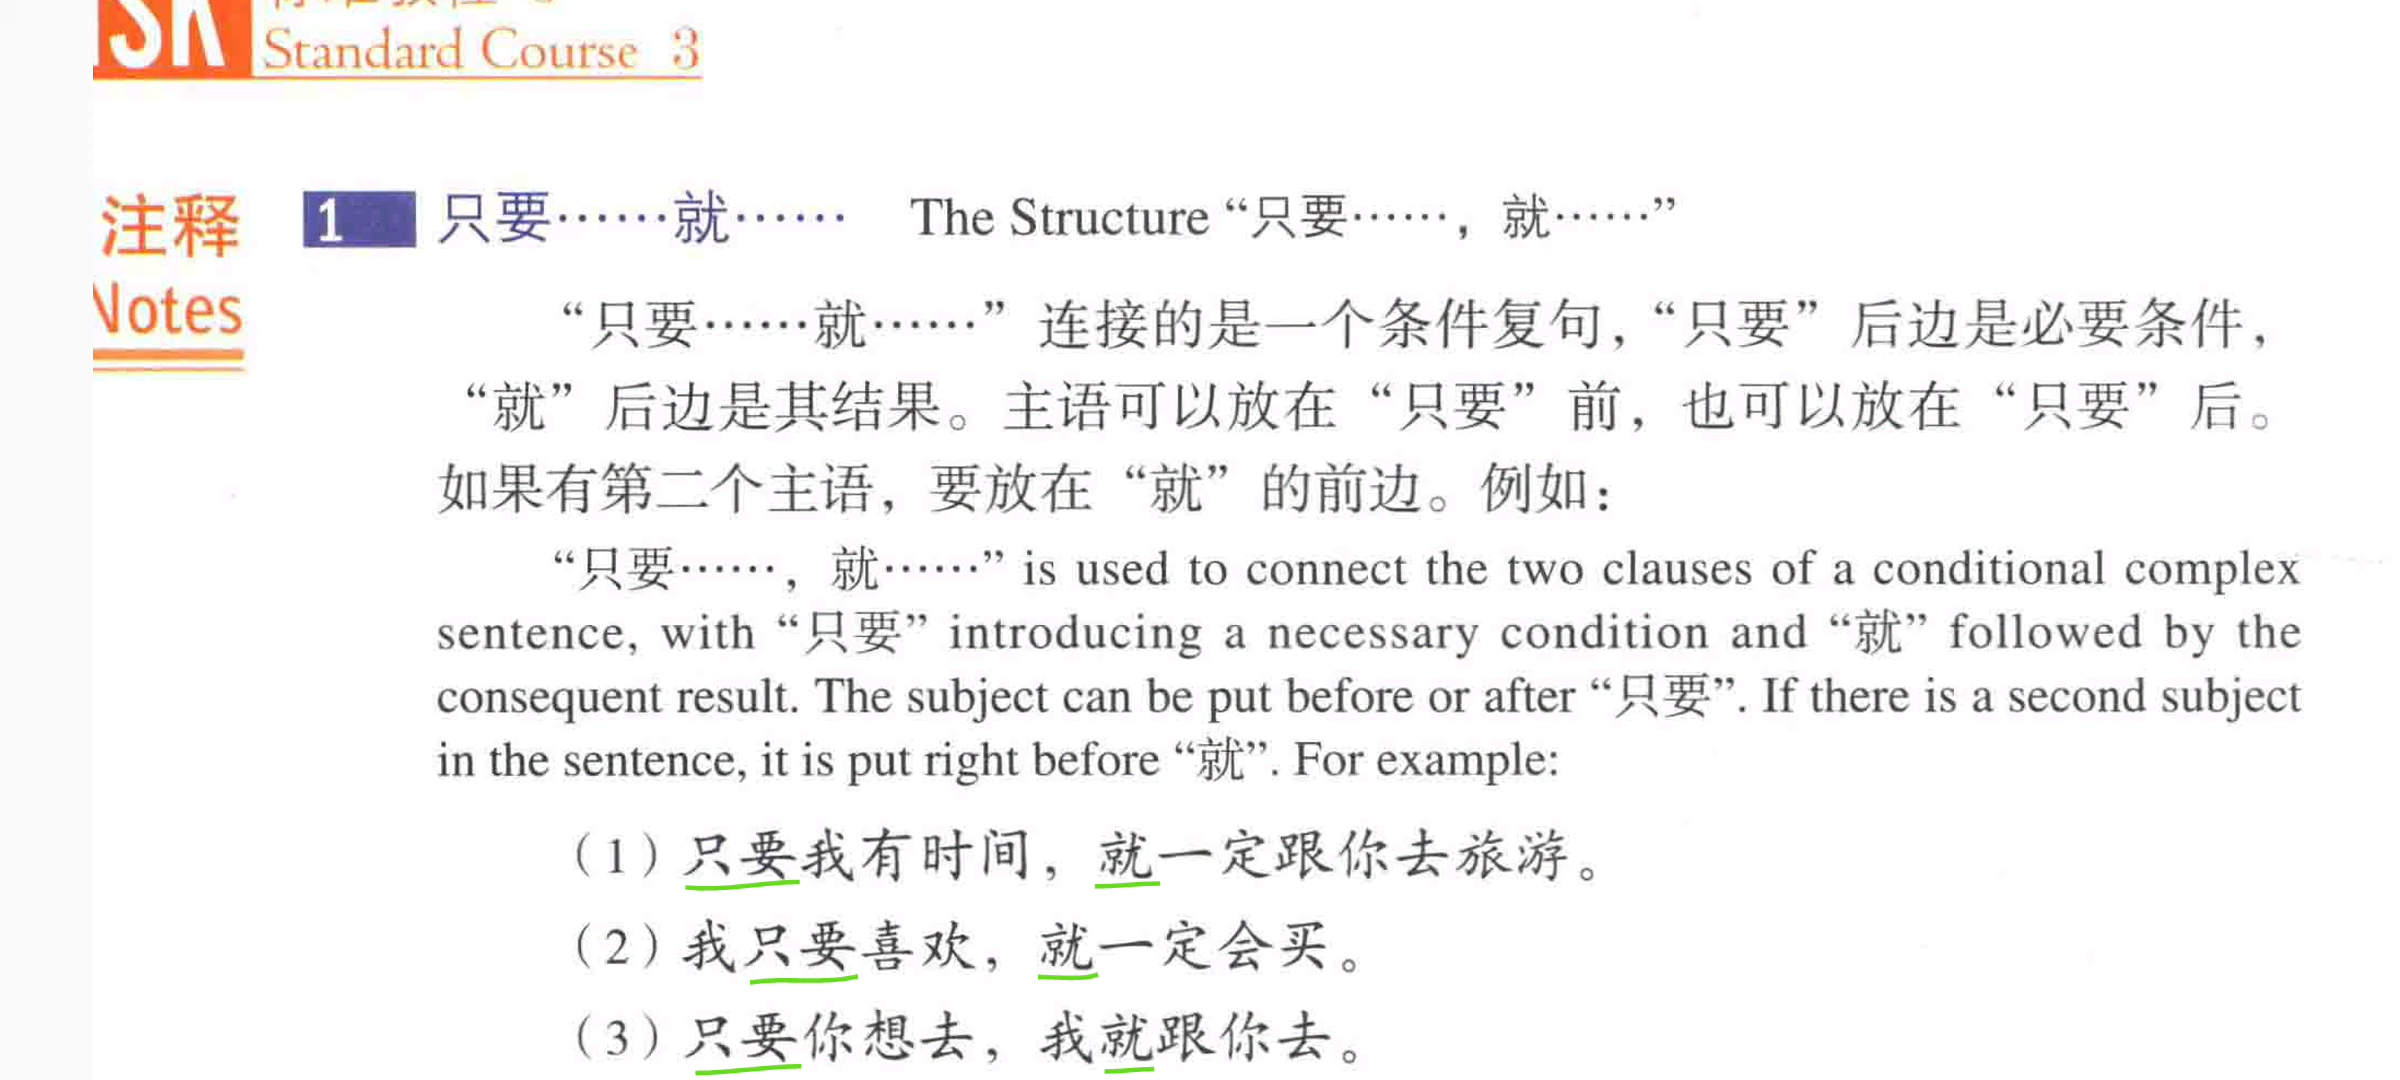 SK
Standard Course 3
注释
Notes
1 只要……就…… The Structure “只要……，就……”
“只要……就……”连接的是一个条件复句，“只要”后边是必要条件，
“就”后边是其结果。主语可以放在“只要”前，也可以放在“只要”后。
如果有第二个主语，要放在“就”的前边。例如：
“只要……，就……” is used to connect the two clauses of a conditional complex
sentence, with “只要” introducing a necessary condition and “就” followed by the
consequent result. The subject can be put before or after “只要”. If there is a second subject
in the sentence, it is put right before “就”. For example:
（1）只要我有时间，就一定跟你去旅游。
（2）我只要喜欢，就一定会买。
（3）只要你想去，我就跟你去。